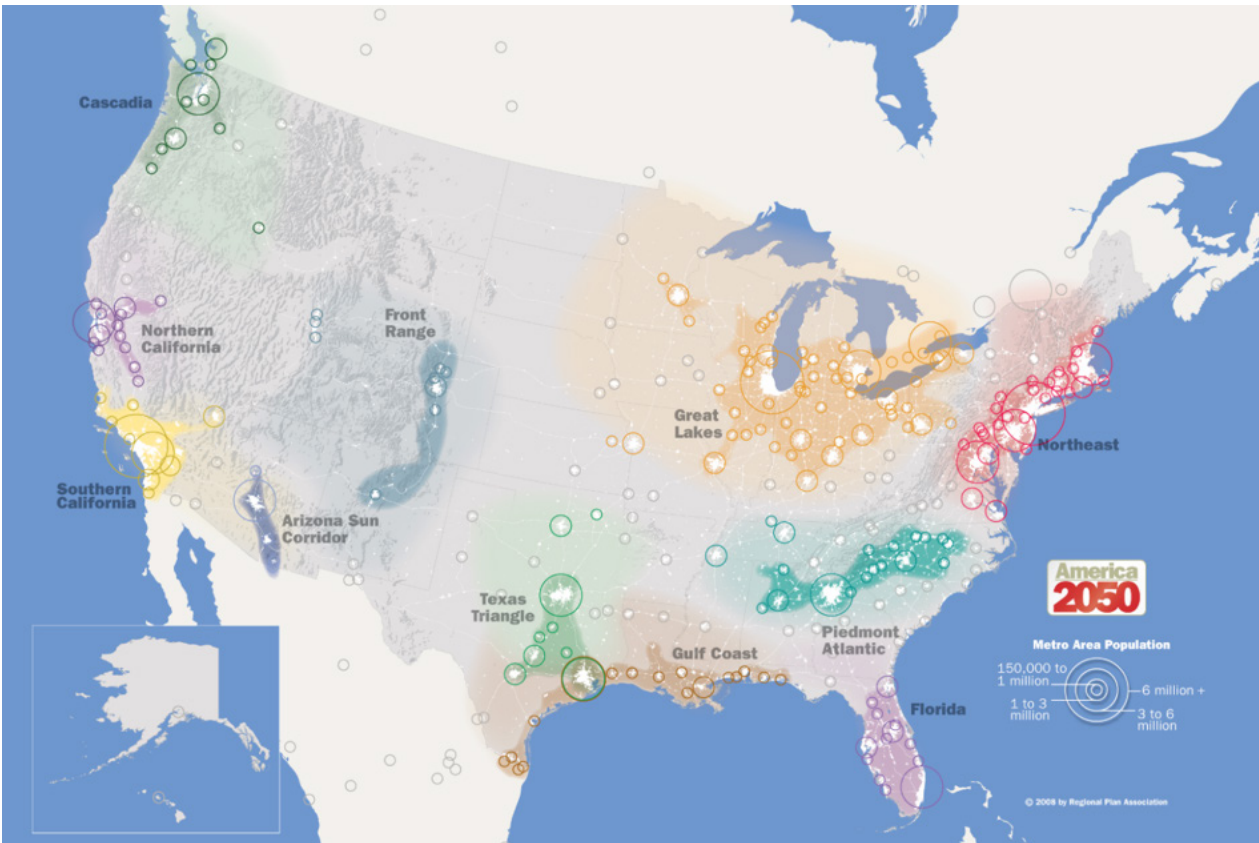 Cascadia
Northern
California
Southern
California
Arizona Sun
Corridor
Front
Range
Great
Lakes
Northeast
Texas
Triangle
Gulf Coast
Piedmont
Atlantic
Florida
America
2050
Metro Area Population
150,000 to
1 million
1 to 3
million
6 million +
3 to 6
million
© 2008 by Regional Plan Association